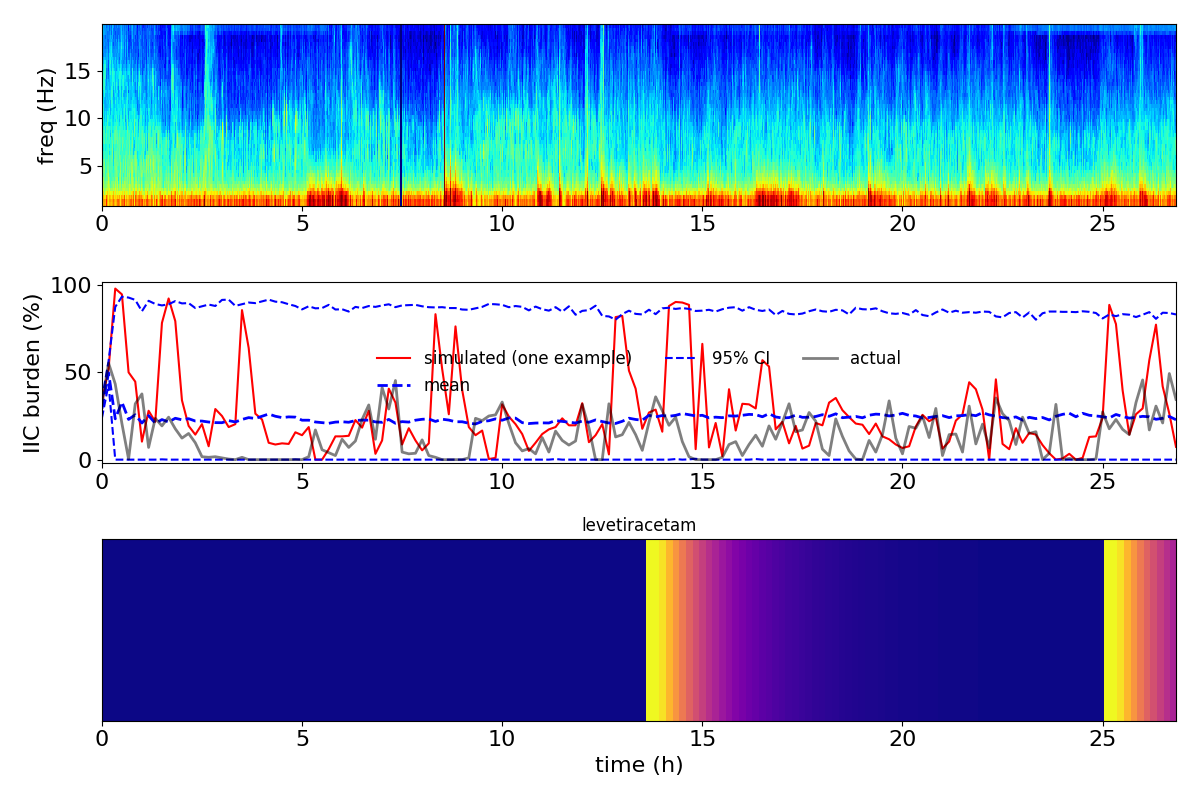 15
10
5
freq (Hz)
0 5 10 15 20 25
100
50
0
IIC burden (%)
simulated (one example) 95% CI actual
mean
0 5 10 15 20 25
levetiracetam
0 5 10 15 20 25
time (h)